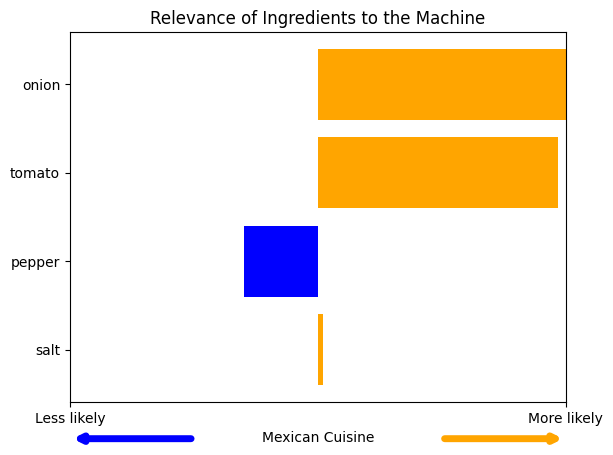 Relevance of Ingredients to the Machine
onion
tomato
pepper
salt
Less likely
More likely
Mexican Cuisine